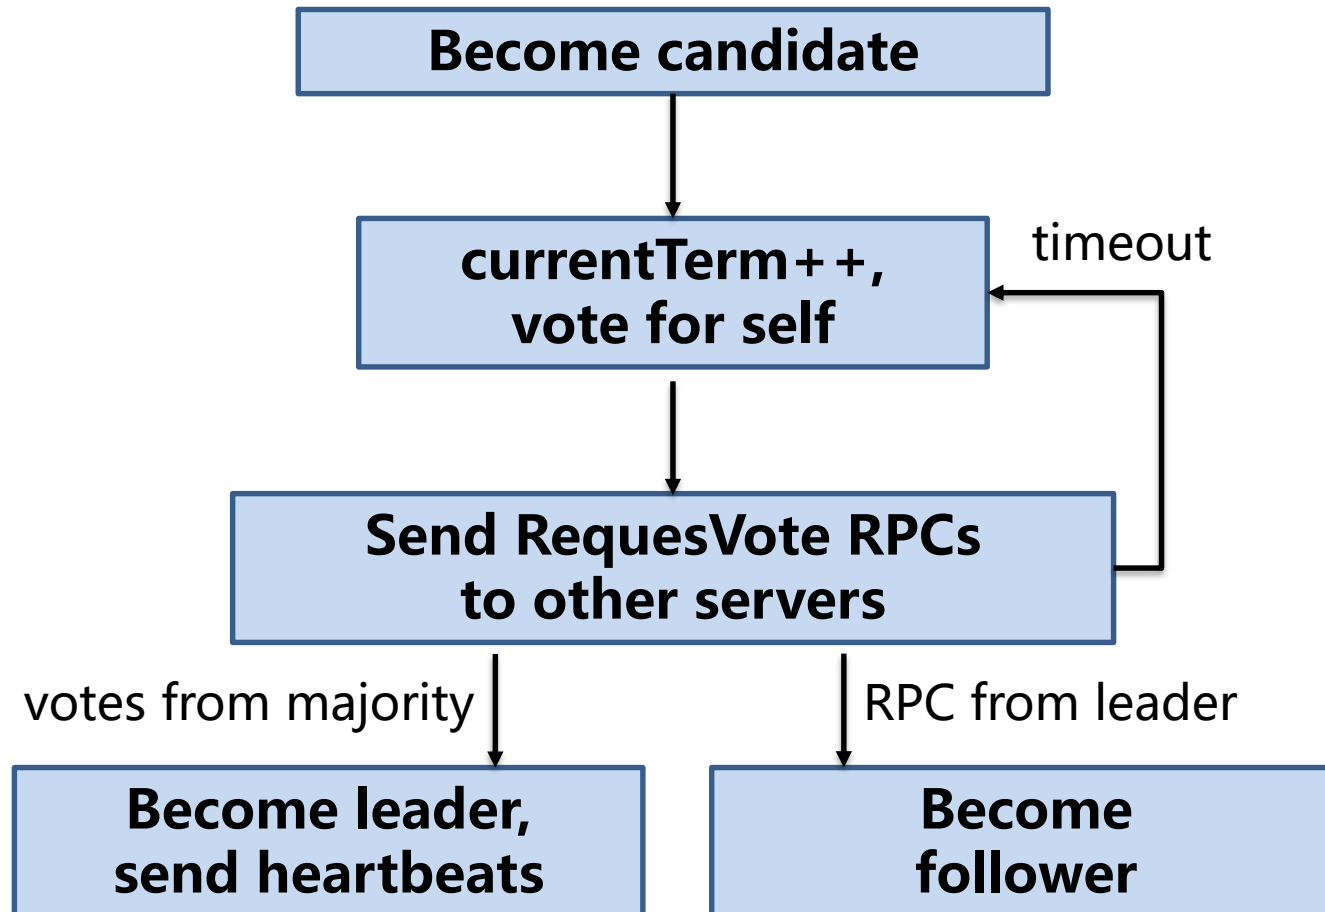 Become candidate
currentTerm++,
vote for self
timeout
Send RequesVote RPCs
to other servers
votes from majority
RPC from leader
Become leader,
send heartbeats
Become
follower